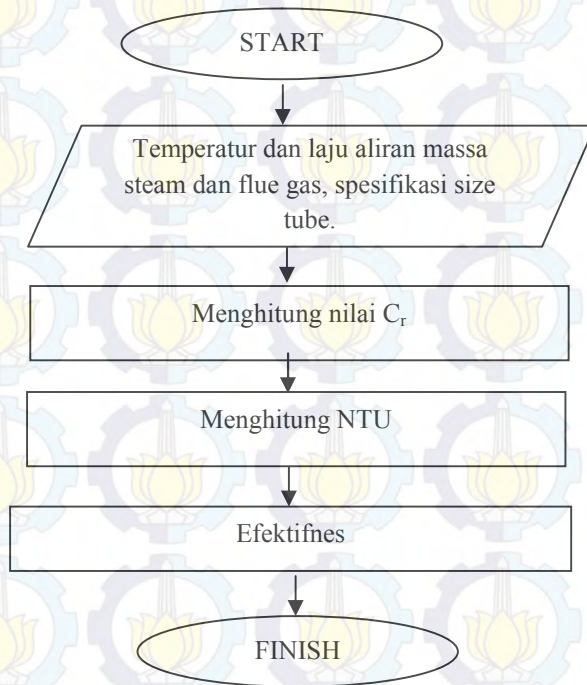 START
Temperatur dan laju aliran massa
steam dan flue gas, spesifikasi size
tube.
Menghitung nilai Cᵣ
Menghitung NTU
Efektifnes
FINISH